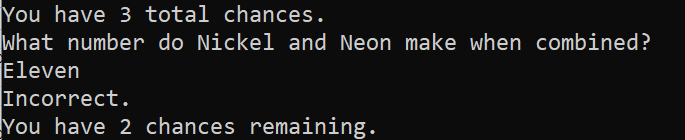 You have 3 total chances.
What number do Nickel and Neon make when combined?
Eleven
Incorrect.
You have 2 chances remaining.